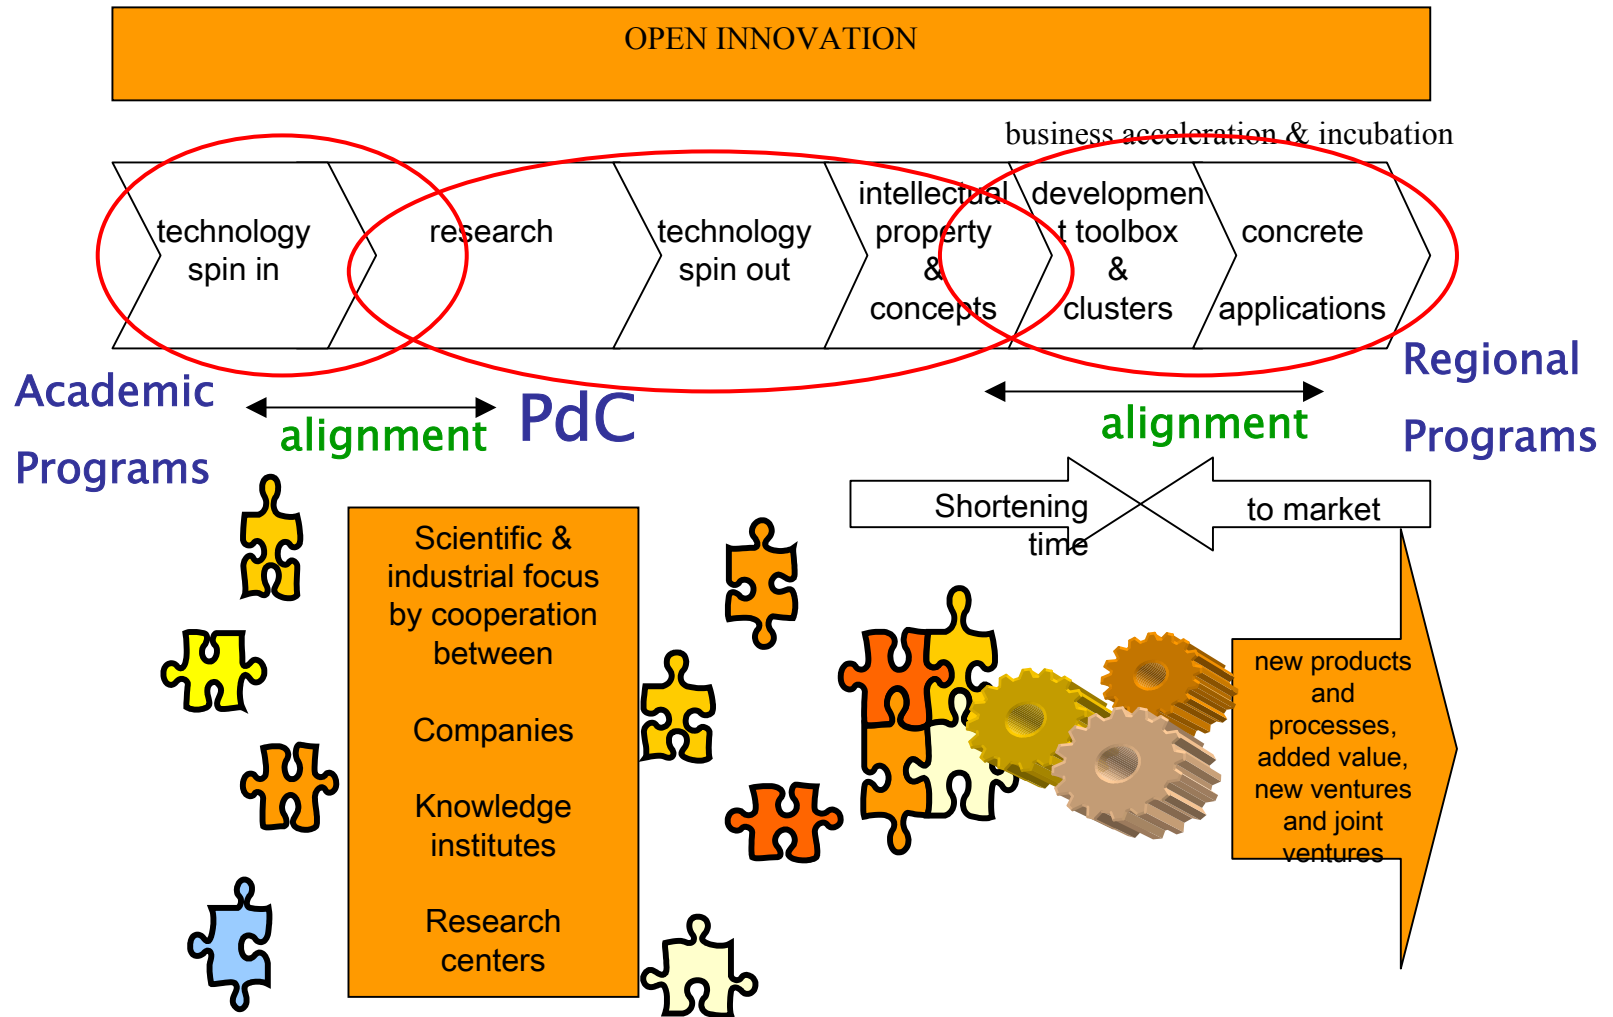 OPEN INNOVATION
business acceleration & incubation
technology
spin in
research
technology
spin out
intellectual
property
&
concepts
developmen
t toolbox
&
clusters
concrete
applications
Academic
Programs
alignment
PdC
alignment
Regional
Programs
Shortening
time
to market
Scientific &
industrial focus
by cooperation
between
Companies
Knowledge
institutes
Research
centers
new products
and
processes,
added value,
new ventures
and joint
ventures